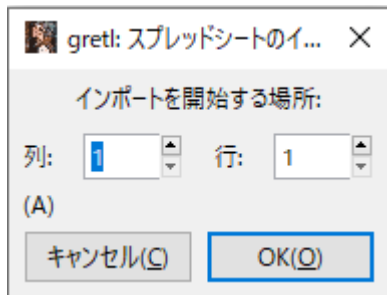 gretl: スプレッドシートのイ...
インポートを開始する場所:
列: 1 行: 1
(A)
キャンセル(C) OK(O)